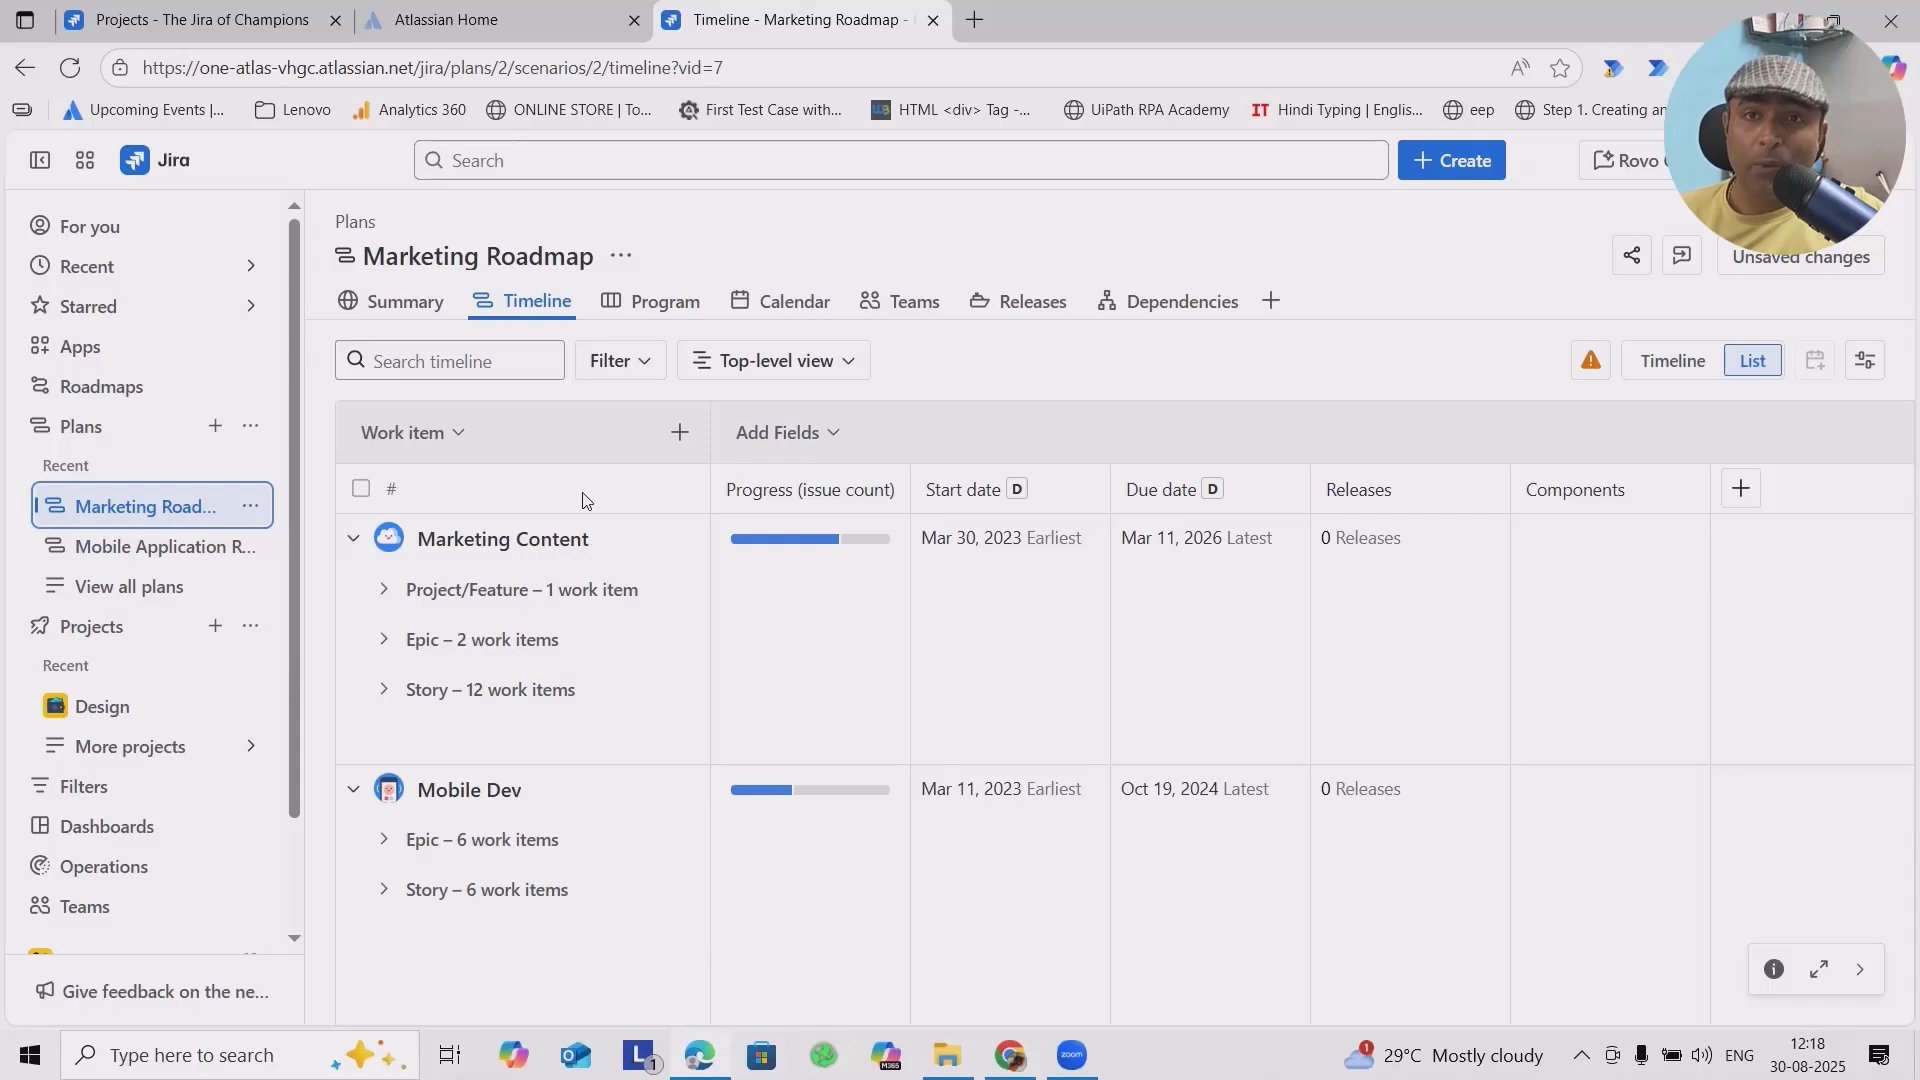 Projects - The Jira of Champions
Atlassian Home
Timeline - Marketing Roadmap -
https://one-atlas-vhgc.atlassian.net/jira/plans/2/scenarios/2/timeline?vid=7
Upcoming Events |...
Lenovo
Analytics 360
ONLINE STORE | To...
First Test Case with...
HTML <div> Tag -...
UiPath RPA Academy
IT Hindi Typing | Englis...
eep
Step 1. Creating an
Jira
Search
Create
Rovo
For you
Recent
Starred
Apps
Roadmaps
Plans
Recent
Marketing Road...
Mobile Application R...
View all plans
Projects
Recent
Design
More projects
Filters
Dashboards
Operations
Teams
Give feedback on the ne...
Plans
Marketing Roadmap
Unsaved changes
Summary
Timeline
Program
Calendar
Teams
Releases
Dependencies
Search timeline
Filter
Top-level view
Timeline
List
Work item
Add Fields
#
Progress (issue count)
Start date D
Due date D
Releases
Components
Marketing Content
Mar 30, 2023 Earliest
Mar 11, 2026 Latest
0 Releases
Project/Feature – 1 work item
Epic – 2 work items
Story – 12 work items
Mobile Dev
Mar 11, 2023 Earliest
Oct 19, 2024 Latest
0 Releases
Epic – 6 work items
Story – 6 work items
Type here to search
L 1
M365
zoom
1
29°C Mostly cloudy
ENG
12:18
30-08-2025